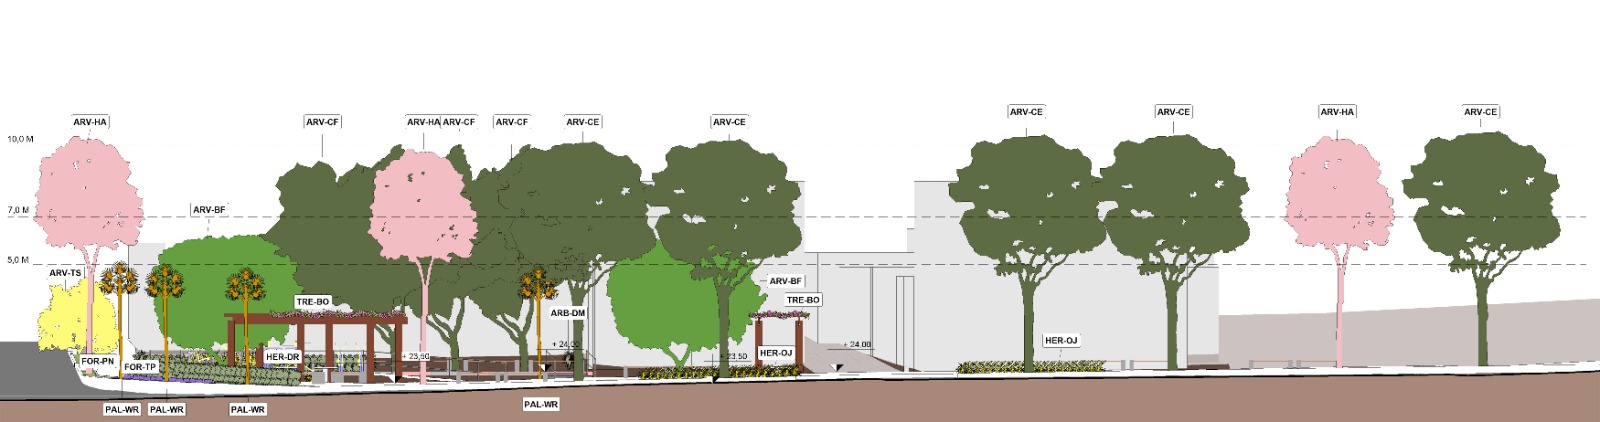 ARV-CE
ARV-CE
ARV-HA
ARV-CE
ARV-HA
ARV-CF
ARV-HA
ARV-CF
ARV-CF
ARV-CE
ARV-CE
10,0 M
7,0 M
ARV-BF
5,0 M
ARV-TS
ARV-BF
TRE-BO
TRE-BO
ARB-DM
HER-OJ
+ 24,00
+ 24,00
HER-OJ
FOR-PN
HER-DR
+ 23,50
+ 23,50
FOR-TP
PAL-WR
PAL-WR
PAL-WR
PAL-WR